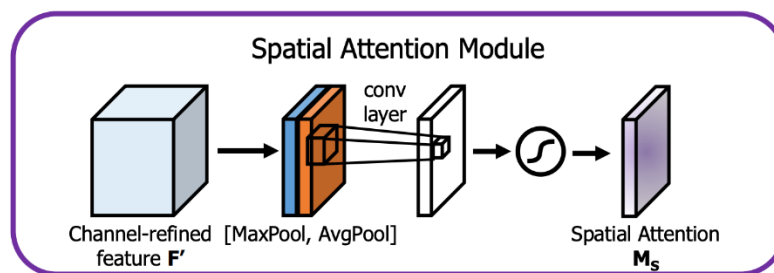 Spatial Attention Module
conv
layer
Channel-refined
feature F’
[MaxPool, AvgPool]
Spatial Attention
Ms